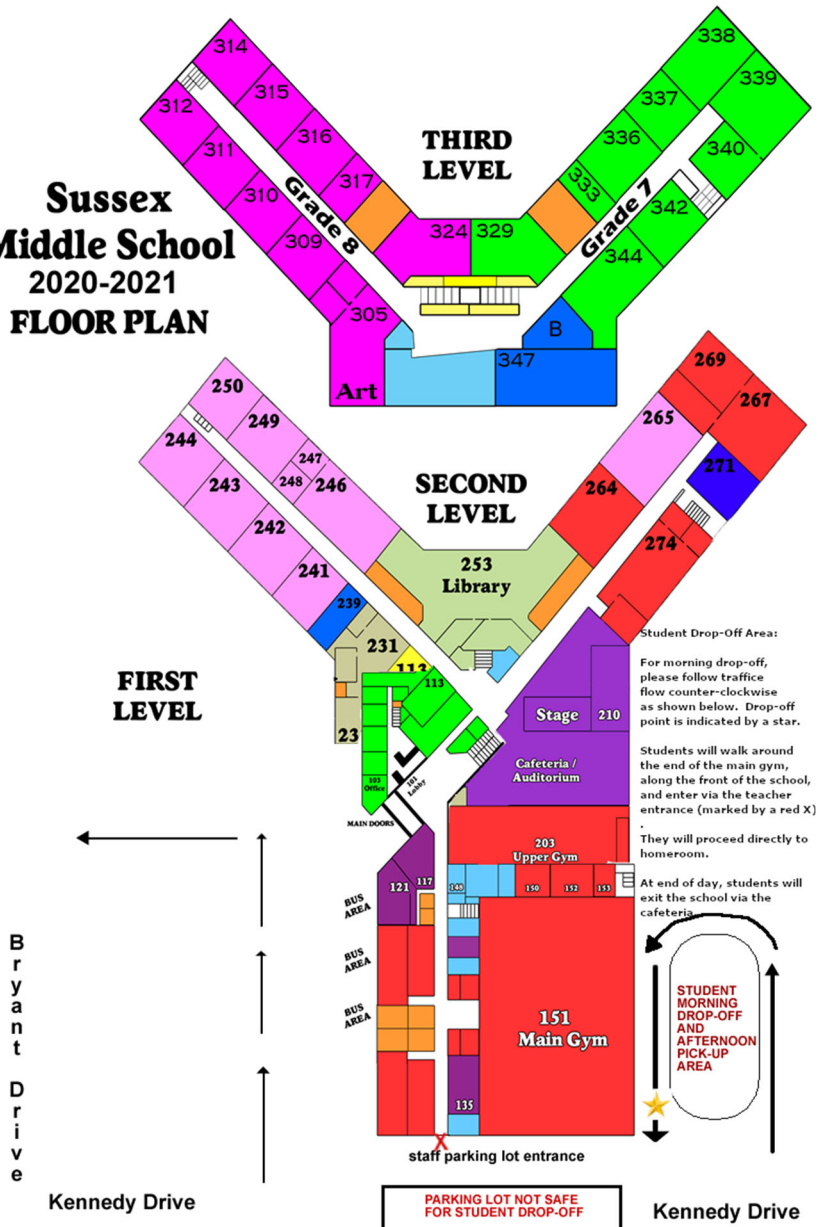 314
315
316
317
312
311
310
309
305
Grade 8
THIRD
LEVEL
324
329
338
339
337
336
333
340
342
344
Grade 7
B
347
Art
Sussex
Middle School
2020-2021
FLOOR PLAN
250
249
247
248
246
244
243
242
241
239
231
SECOND
LEVEL
253
Library
269
267
265
264
271
274
FIRST
LEVEL
113
113
23
103
Office
101
Lobby
MAIN DOORS
Stage
210
Cafeteria /
Auditorium
203
Upper Gym
117
121
148
150
152
153
BUS
AREA
BUS
AREA
BUS
AREA
151
Main Gym
135
X
staff parking lot entrance
Student Drop-Off Area:
For morning drop-off,
please follow traffice
flow counter-clockwise
as shown below. Drop-off
point is indicated by a star.
Students will walk around
the end of the main gym,
along the front of the school,
and enter via the teacher
entrance (marked by a red X)
.
They will proceed directly to
homeroom.
At end of day, students will
exit the school via the
cafeteria.
STUDENT
MORNING
DROP-OFF
AND
AFTERNOON
PICK-UP
AREA
Bryant Drive
Kennedy Drive
PARKING LOT NOT SAFE
FOR STUDENT DROP-OFF
Kennedy Drive